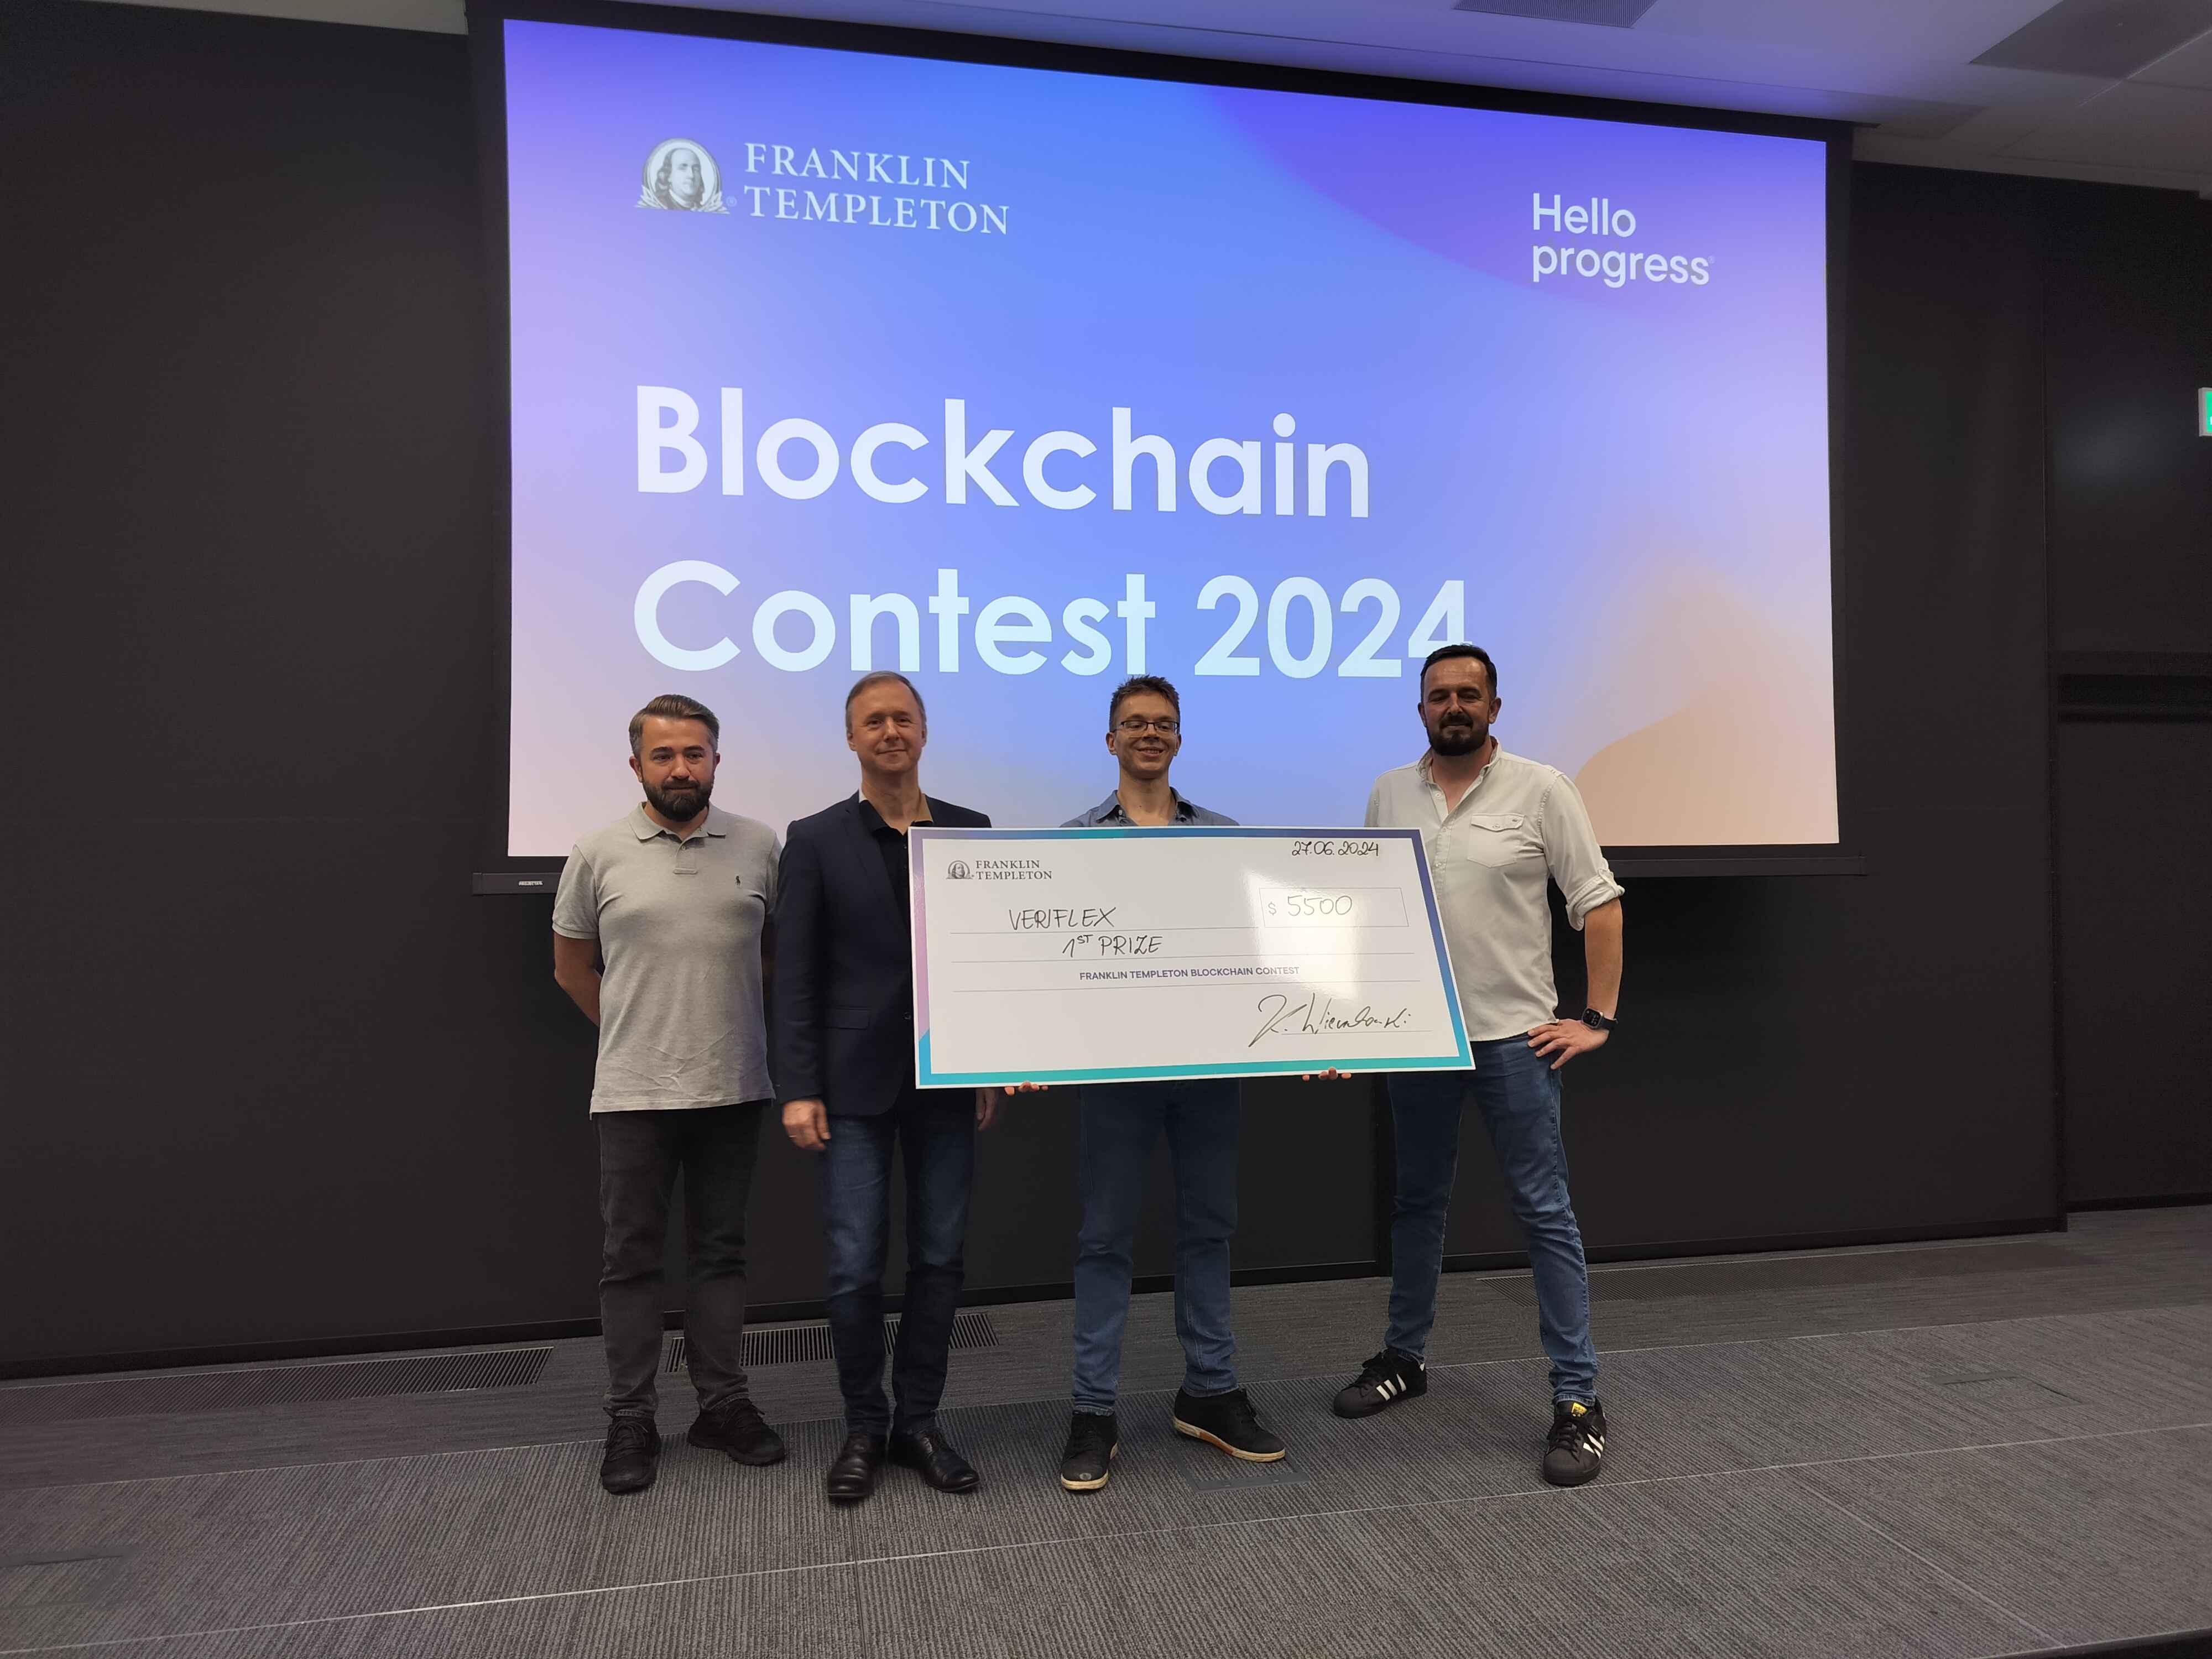 FRANKLIN
TEMPLETON
Hello
progress
Blockchain
Contest 2024
27.06.2024
FRANKLIN
TEMPLETON
$ 5500
VERIFLEX
1ST PRIZE
FRANKLIN TEMPLETON BLOCKCHAIN CONTEST